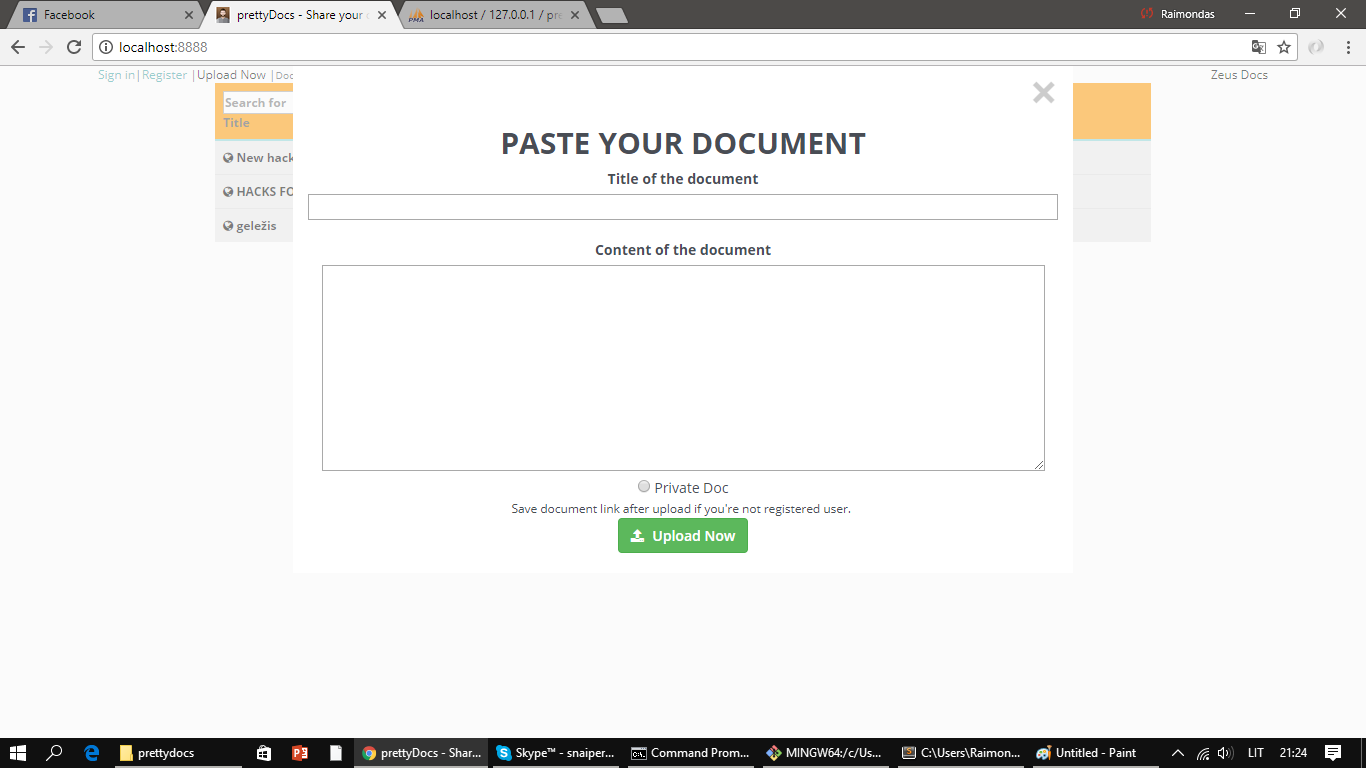 Facebook
prettyDocs - Share your
localhost / 127.0.0.1 / pre
Raimondas
localhost:8888
Sign in| Register | Upload Now | Doc
Zeus Docs
Search for
Title
New hack
HACKS FO
geležis
PASTE YOUR DOCUMENT
Title of the document
Content of the document
Private Doc
Save document link after upload if you're not registered user.
Upload Now
prettydocs
prettyDocs - Shar...
Skype™ - snaiper...
Command Prom...
MINGW64:/c/Us...
C:\Users\Raimon...
Untitled - Paint
LIT
21:24